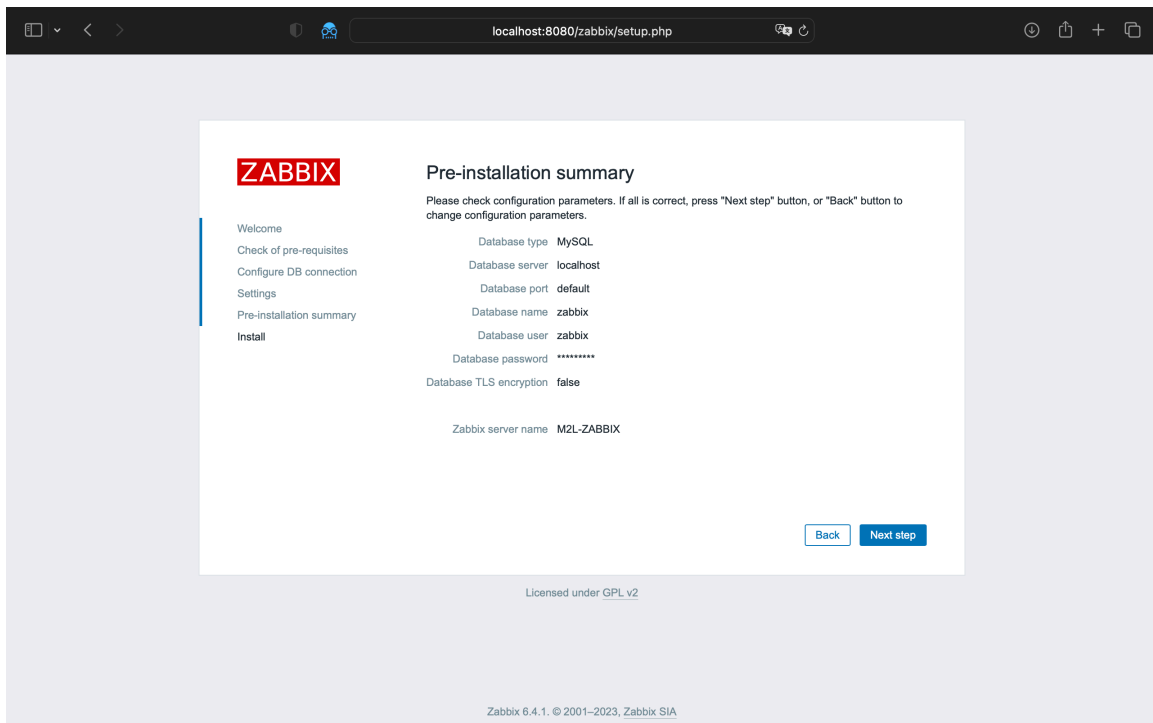 localhost:8080/zabbix/setup.php
ZABBIX
Welcome
Check of pre-requisites
Configure DB connection
Settings
Pre-installation summary
Install
Pre-installation summary
Please check configuration parameters. If all is correct, press "Next step" button, or "Back" button to
change configuration parameters.
Database type MySQL
Database server localhost
Database port default
Database name zabbix
Database user zabbix
Database password *********
Database TLS encryption false
Zabbix server name M2L-ZABBIX
Back Next step
Licensed under GPL v2
Zabbix 6.4.1. © 2001–2023, Zabbix SIA